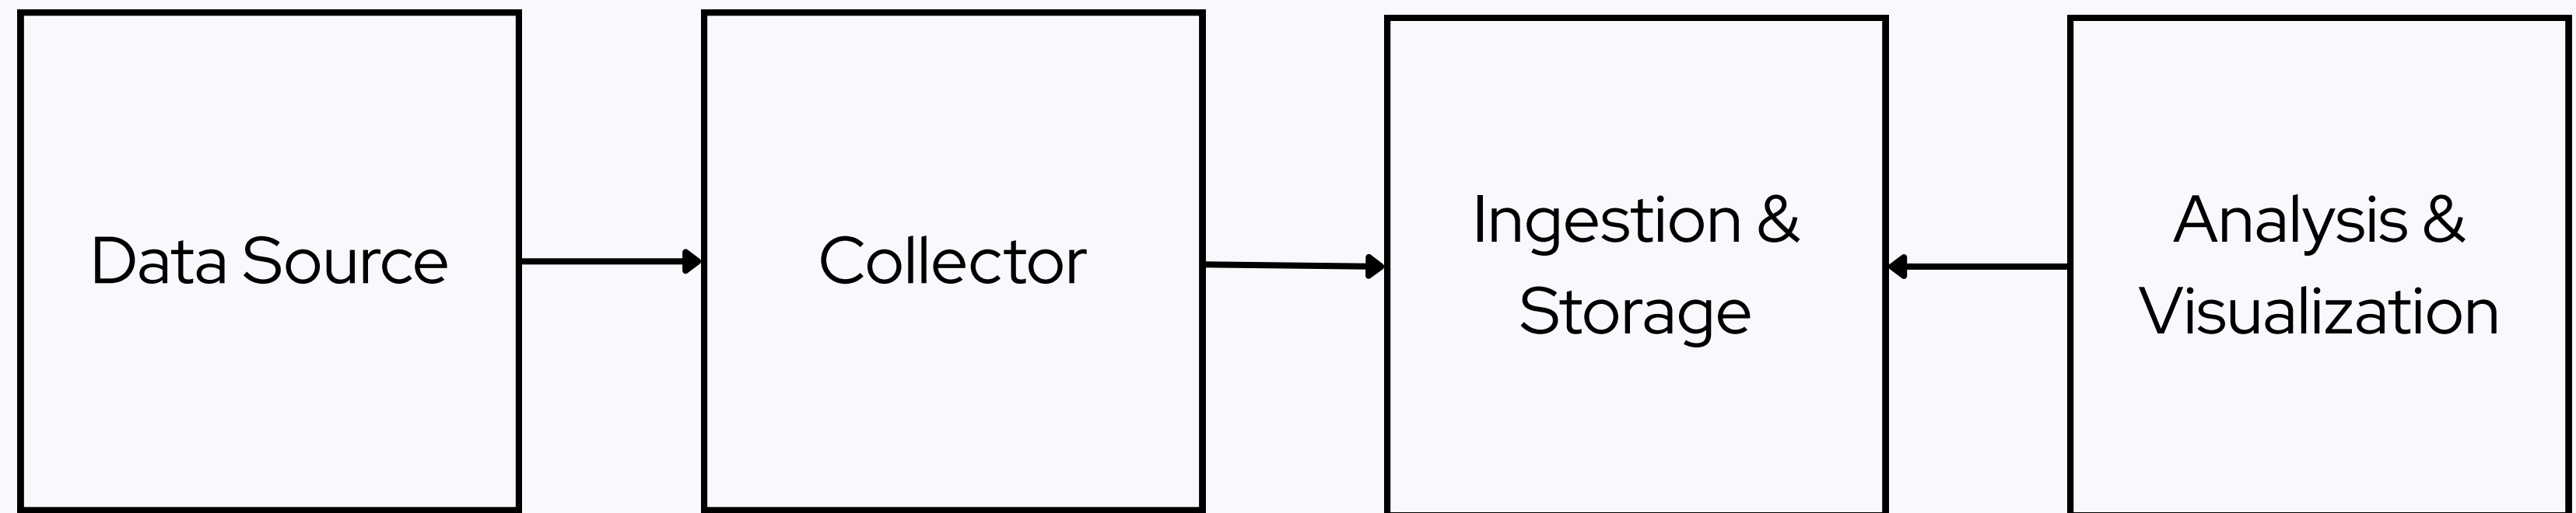 Data Source
Collector
Ingestion &
Storage
Analysis &
Visualization